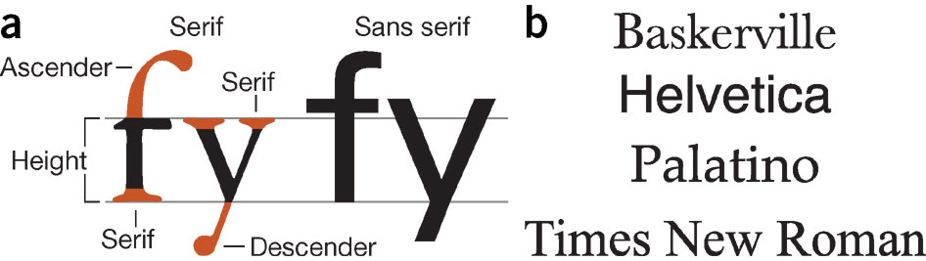 a
Serif
Sans serif
Ascender
Serif
fy
fy
Height
Serif
Descender
b
Baskerville
Helvetica
Palatino
Times New Roman